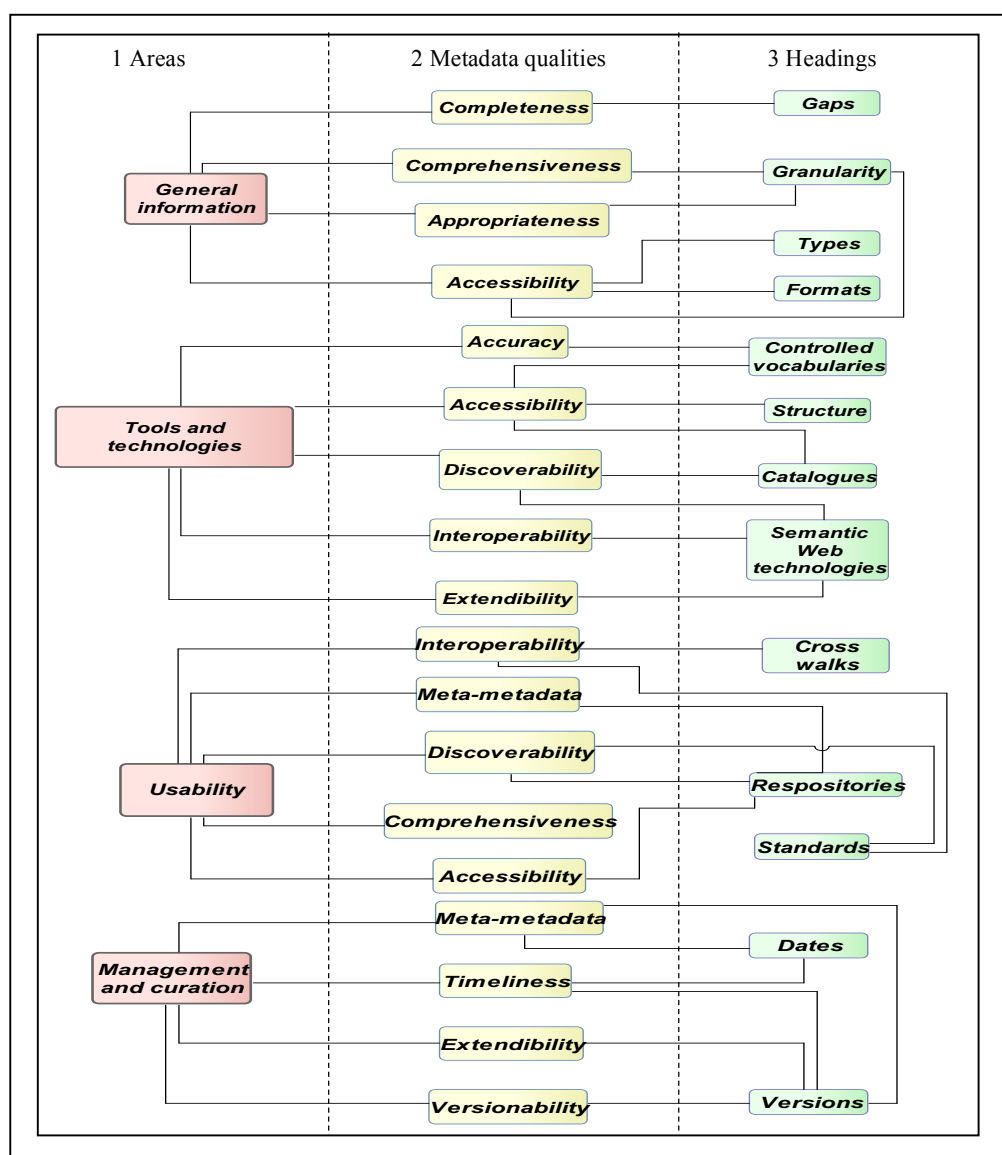 1 Areas
2 Metadata qualities
3 Headings
General
information
Completeness
Comprehensiveness
Appropriateness
Accessibility
Gaps
Granularity
Types
Formats
Tools and
technologies
Accuracy
Accessibility
Discoverability
Interoperability
Extendibility
Controlled
vocabularies
Structure
Catalogues
Semantic
Web
technologies
Usability
Interoperability
Meta-metadata
Discoverability
Comprehensiveness
Accessibility
Cross
walks
Respositories
Standards
Management
and curation
Meta-metadata
Timeliness
Extendibility
Versionability
Dates
Versions